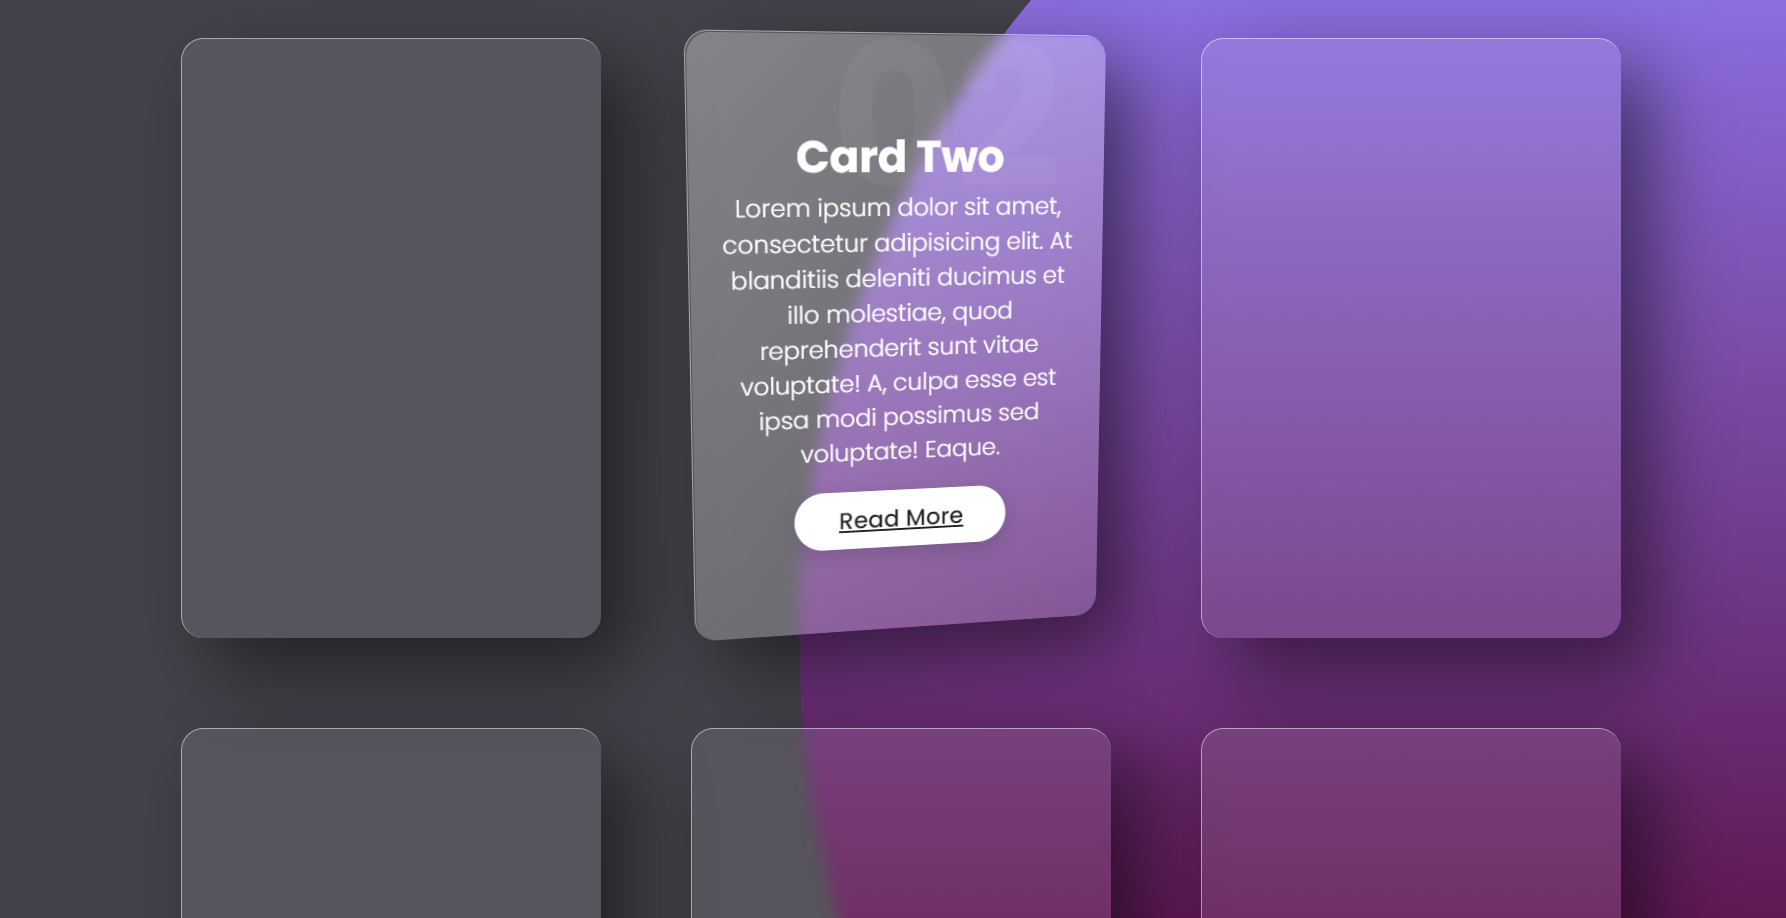 02
Card Two
Lorem ipsum dolor sit amet,
consectetur adipisicing elit. At
blanditiis deleniti ducimus et
illo molestiae, quod
reprehenderit sunt vitae
voluptate! A, culpa esse est
ipsa modi possimus sed
voluptate! Eaque.
Read More